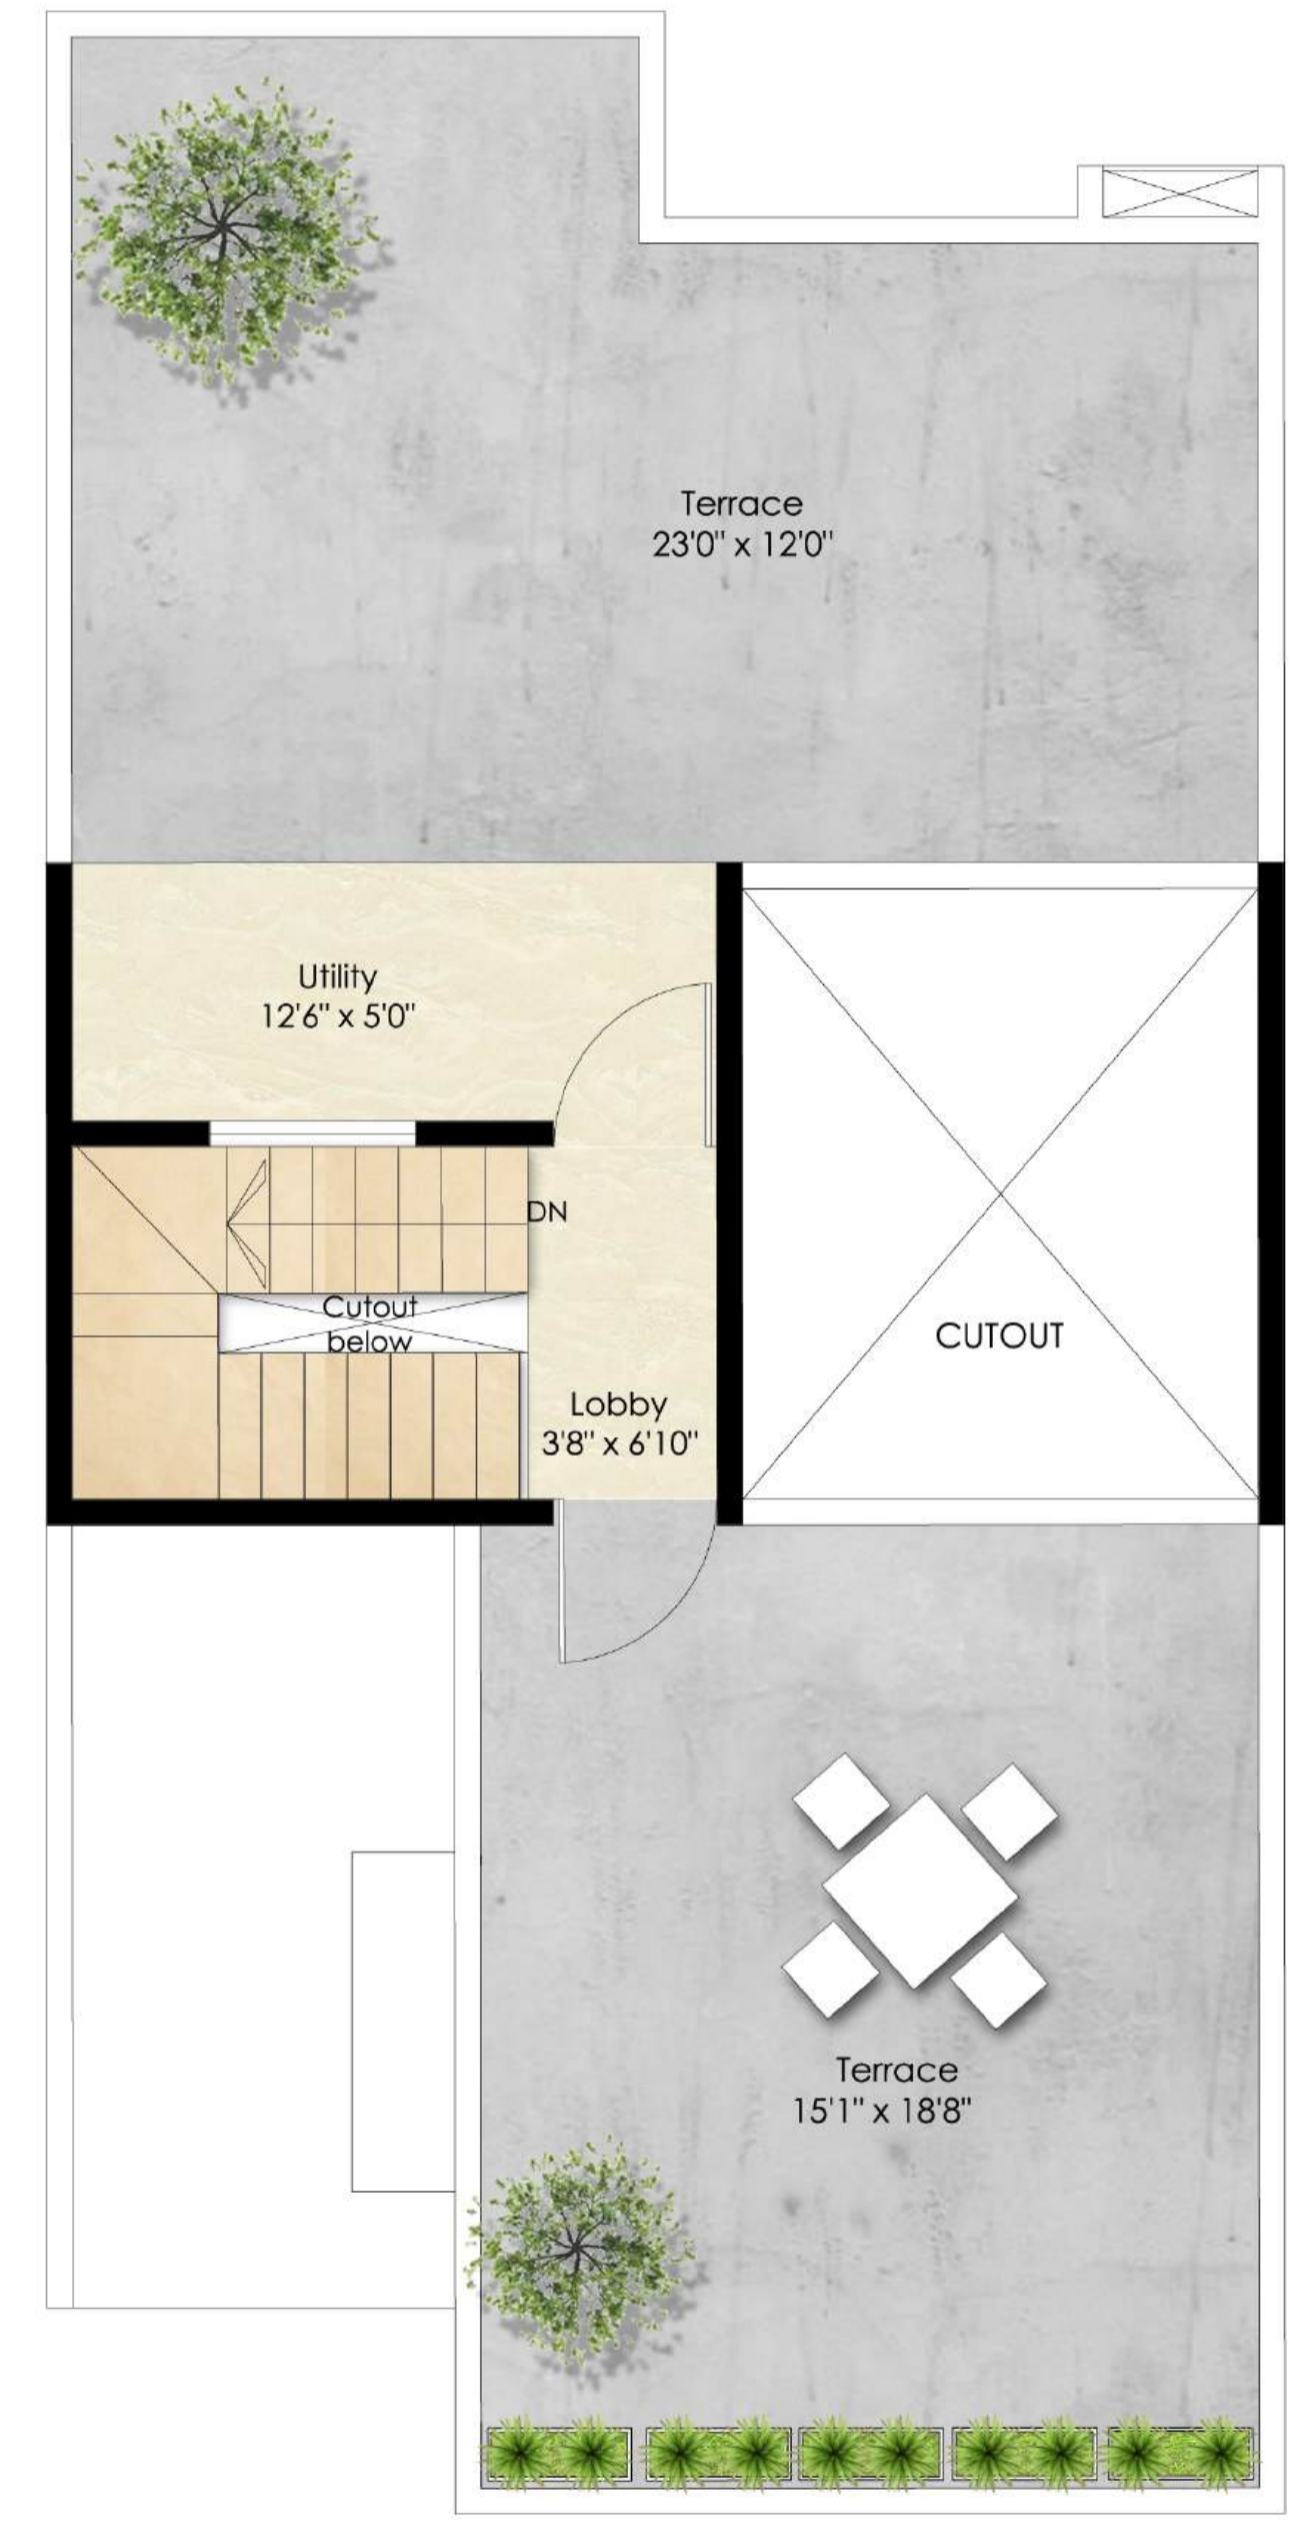 Terrace
23'0" x 12'0"
Utility
12'6" x 5'0"
DN
Cutout
below
CUTOUT
Lobby
3'8" x 6'10"
Terrace
15'1" x 18'8"